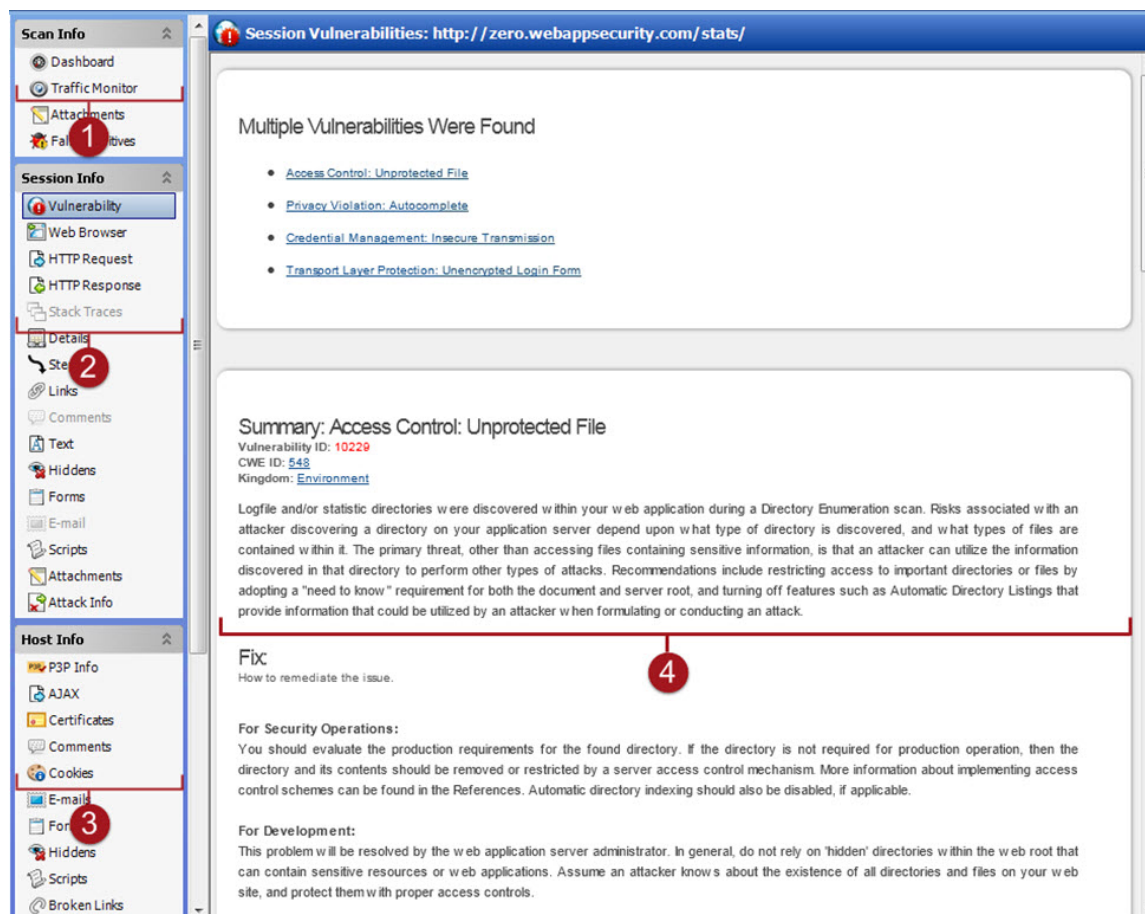 Scan Info
Dashboard
Traffic Monitor
Attachments
1
Session Info
Vulnerability
Web Browser
HTTP Request
HTTP Response
Stack Traces
Details
2
Links
Comments
Text
Hiddens
Forms
E-mail
Scripts
Attachments
Attack Info
Host Info
P3P Info
AJAX
Certificates
Comments
Cookies
E-mails
3
Hiddens
Scripts
Broken Links
Session Vulnerabilities: http://zero.webappsecurity.com/stats/
Multiple Vulnerabilities Were Found
Access Control: Unprotected File
Privacy Violation: Autocomplete
Credential Management: Insecure Transmission
Transport Layer Protection: Unencrypted Login Form
Summary: Access Control: Unprotected File
Vulnerability ID: 10229
CWE ID: 548
Kingdom: Environment
Logfile and/or statistic directories were discovered within your web application during a Directory Enumeration scan. Risks associated with an
attacker discovering a directory on your application server depend upon what type of directory is discovered, and what types of files are
contained within it. The primary threat, other than accessing files containing sensitive information, is that an attacker can utilize the information
discovered in that directory to perform other types of attacks. Recommendations include restricting access to important directories or files by
adopting a "need to know" requirement for both the document and server root, and turning off features such as Automatic Directory Listings that
provide information that could be utilized by an attacker when formulating or conducting an attack.
4
Fix:
How to remediate the issue.
For Security Operations:
You should evaluate the production requirements for the found directory. If the directory is not required for production operation, then the
directory and its contents should be removed or restricted by a server access control mechanism. More information about implementing access
control schemes can be found in the References. Automatic directory indexing should also be disabled, if applicable.
For Development:
This problem will be resolved by the web application server administrator. In general, do not rely on 'hidden' directories within the web root that
can contain sensitive resources or web applications. Assume an attacker knows about the existence of all directories and files on your web
site, and protect them with proper access controls.